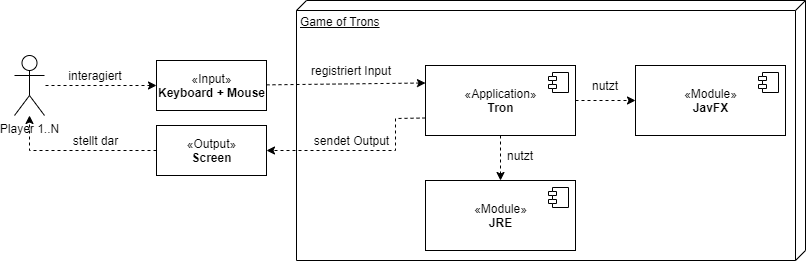 Game of Trons
interagiert
«Input»
Keyboard + Mouse
registriert Input
«Application»
Tron
nutzt
«Module»
JavFX
Player 1..N
stellt dar
«Output»
Screen
sendet Output
nutzt
«Module»
JRE